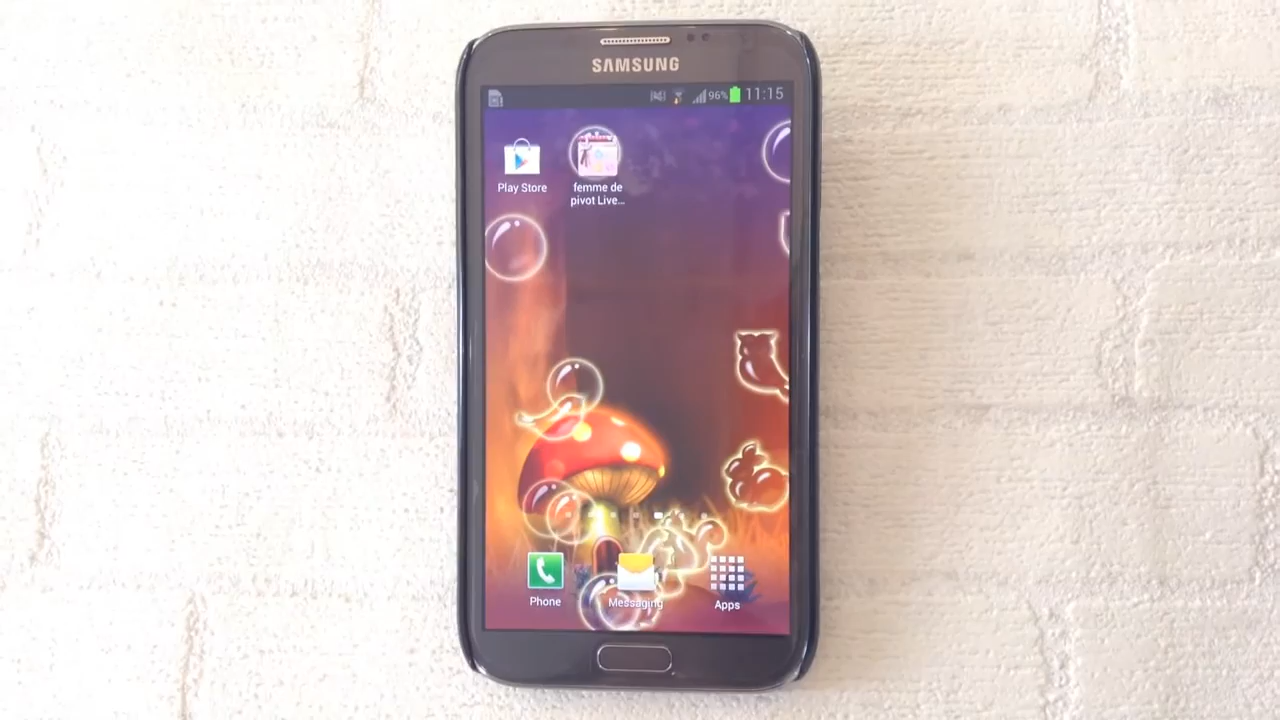 SAMSUNG
96% 11:15
Play Store
femme de
pivot Live...
Phone
Messaging
Apps